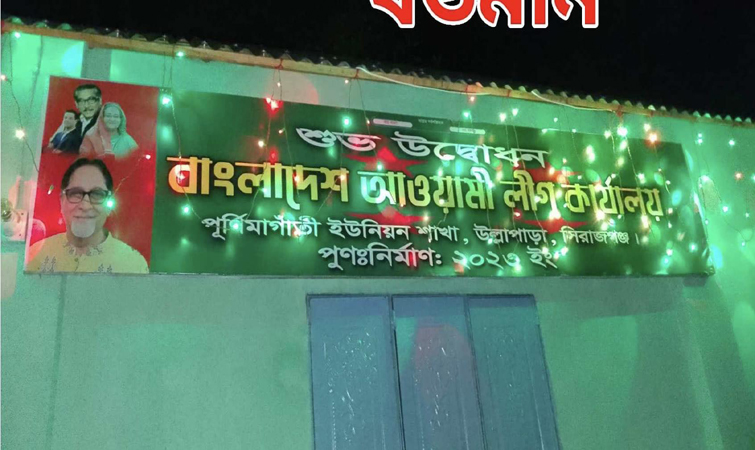 বর্তমান
শুভ উদ্বোধন
বাংলাদেশ আওয়ামী লীগ কার্যালয়
পূর্ণিমাগাঁতী ইউনিয়ন শাখা, উল্লাপাড়া, সিরাজগঞ্জ।
পুণঃনির্মাণ: ২০২৩ ইং